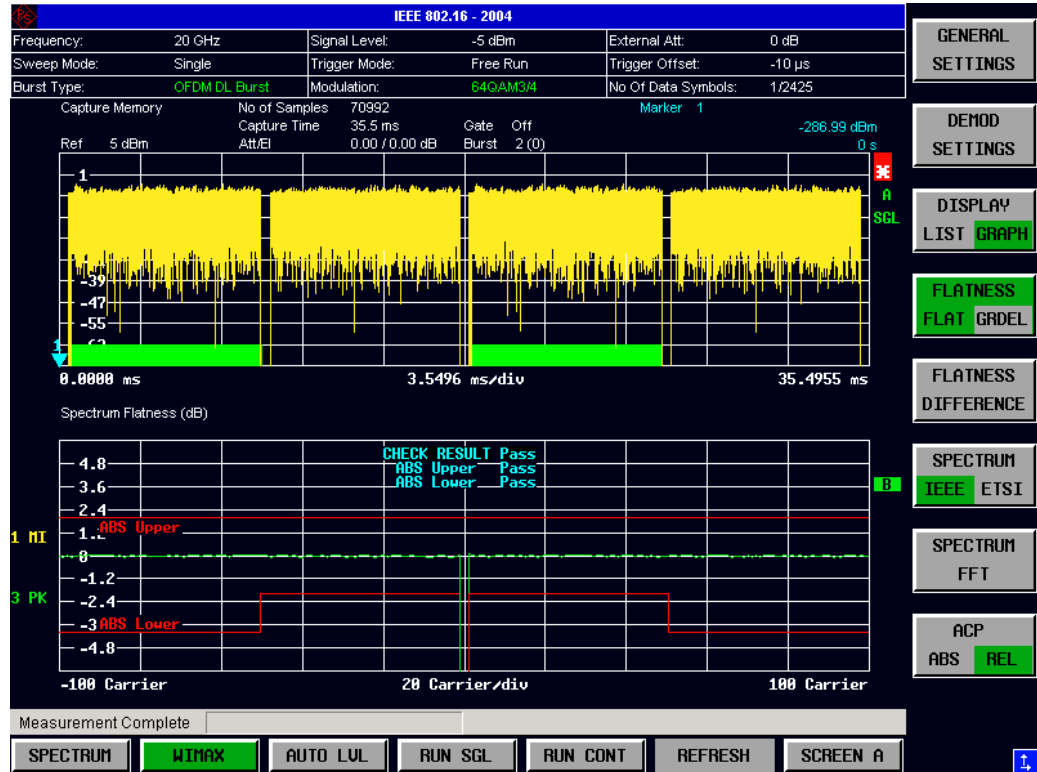 IEEE 802.16 - 2004
Frequency: 20 GHz Signal Level: -5 dBm External Att: 0 dB
Sweep Mode: Single Trigger Mode: Free Run Trigger Offset: -10 µs
Burst Type: OFDM DL Burst Modulation: 64QAM3/4 No Of Data Symbols: 1/2425
Capture Memory No of Samples 70992 Marker 1
Capture Time 35.5 ms Gate Off -286.99 dBm
Ref 5 dBm Att/El 0.00 / 0.00 dB Burst 2 (0) 0 s
1
A
SGL
-39
-47
-55
1
0.0000 ms 3.5496 ms/div 35.4955 ms
Spectrum Flatness (dB)
CHECK RESULT Pass
4.8 ABS Upper Pass
3.6 ABS Lower Pass
B
2.4
ABS Upper
1 MI
0
-1.2
3 PK -2.4
-3 ABS Lower
-4.8
-100 Carrier 20 Carrier/div 100 Carrier
Measurement Complete
SPECTRUM WIMAX AUTO LVL RUN SGL RUN CONT REFRESH SCREEN A
GENERAL
SETTINGS
DEMOD
SETTINGS
DISPLAY
LIST GRAPH
FLATNESS
FLAT GRDEL
FLATNESS
DIFFERENCE
SPECTRUM
IEEE ETSI
SPECTRUM
FFT
ACP
ABS REL